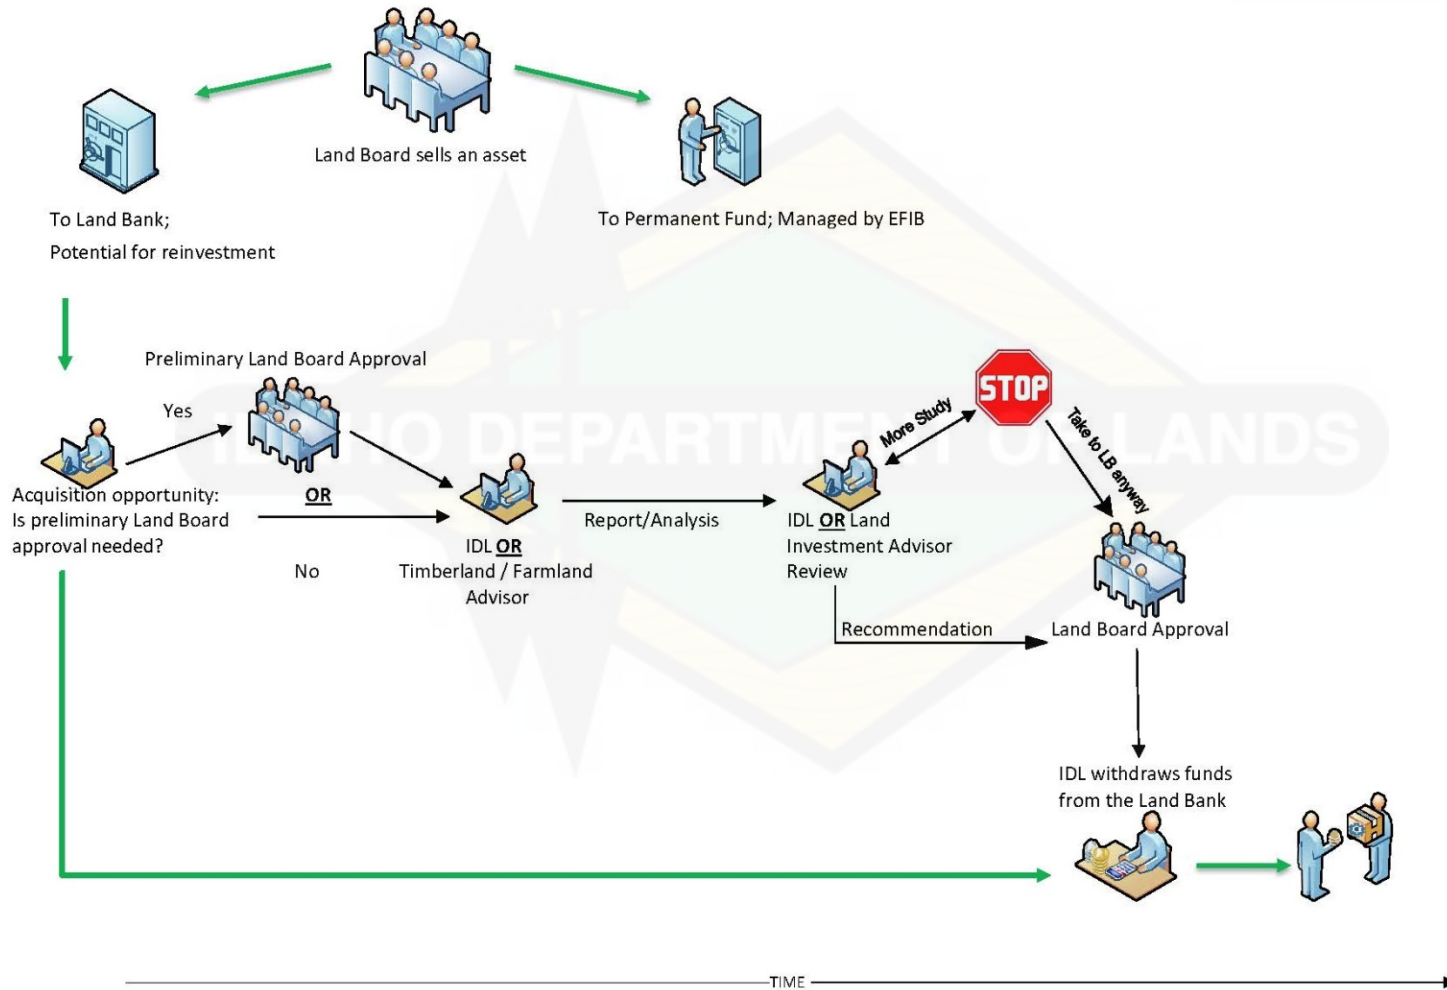 Land Board sells an asset
To Land Bank;
Potential for reinvestment
To Permanent Fund; Managed by EFIB
Preliminary Land Board Approval
Yes
STOP
More Study
Take to LB anyway
IDAHO DEPARTMENT OF LANDS
Acquisition opportunity:
Is preliminary Land Board
approval needed?
OR
No
IDL OR
Timberland / Farmland
Advisor
Report/Analysis
IDL OR Land
Investment Advisor
Review
Recommendation
Land Board Approval
IDL withdraws funds
from the Land Bank
TIME